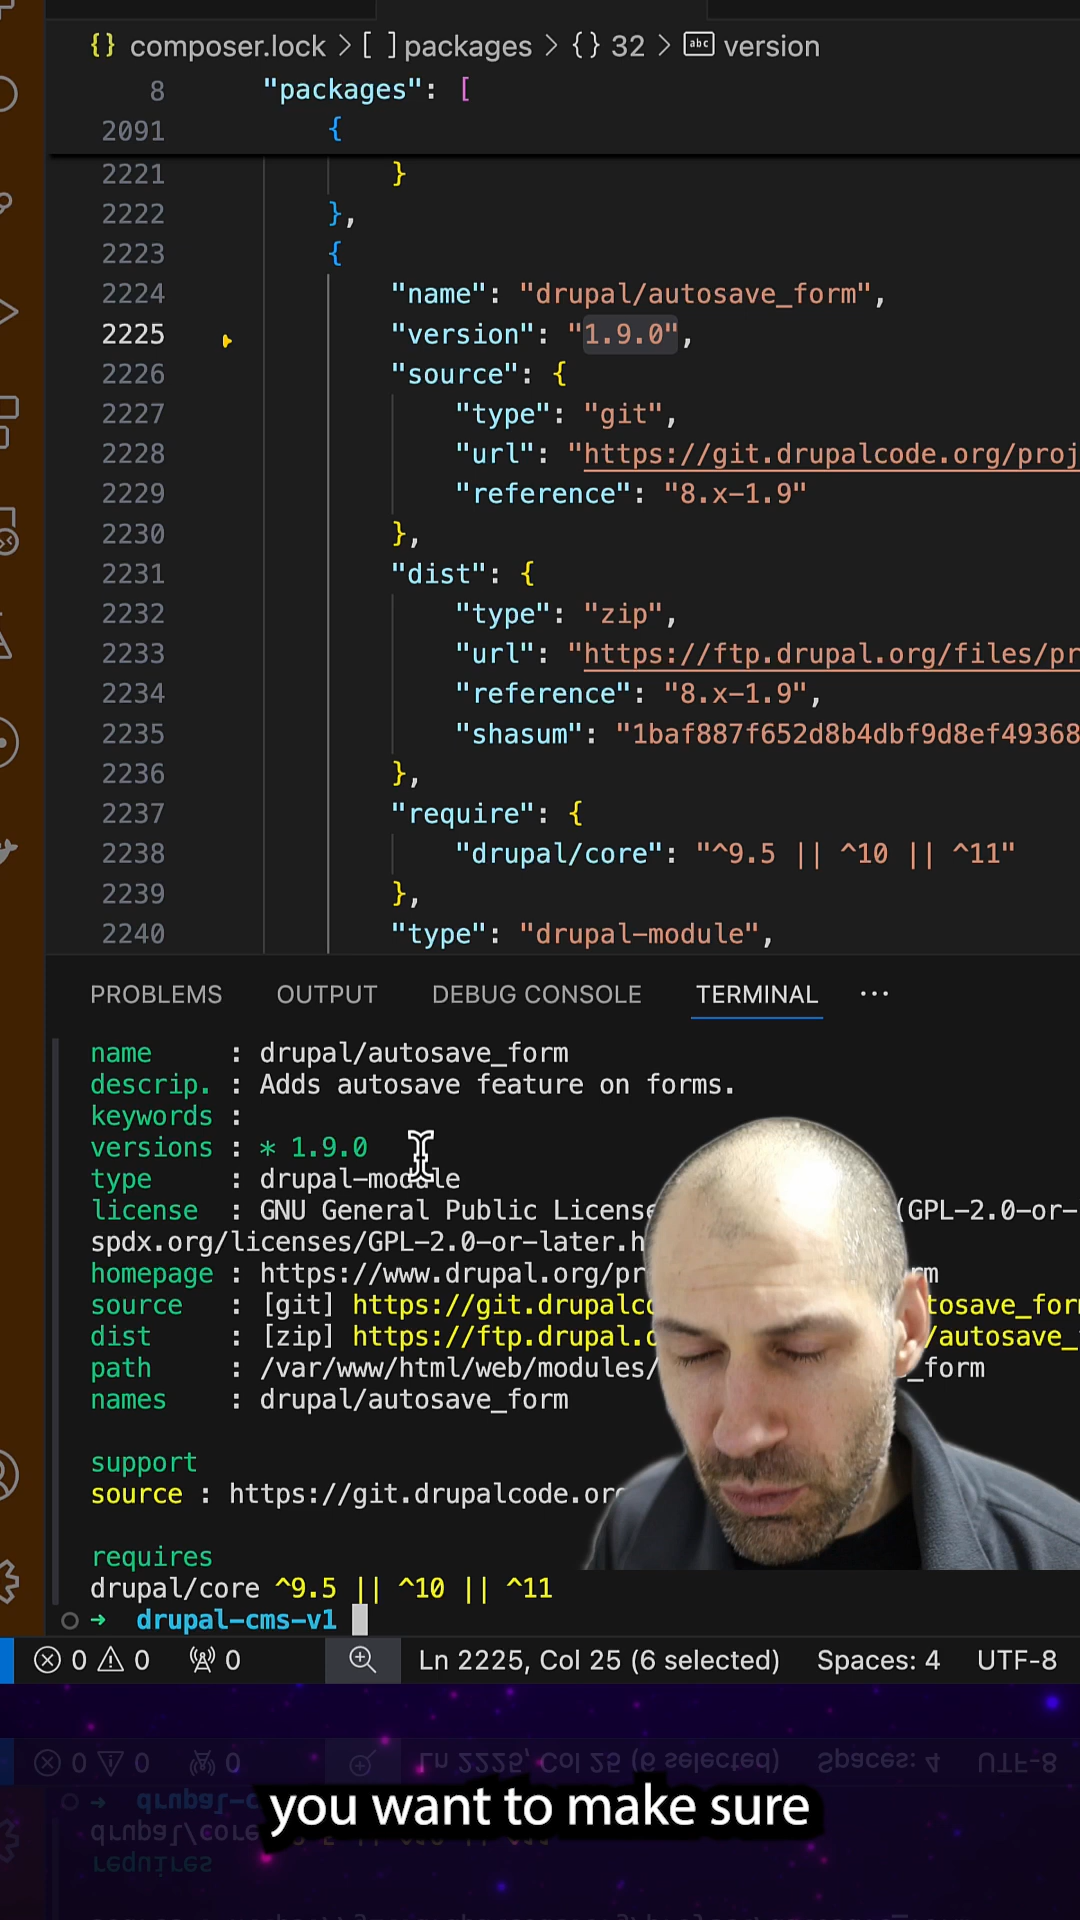 {} composer.lock > [ ] packages > {} 32 > abc version
8 "packages": [
2091 {
2221 }
2222 },
2223 {
2224 "name": "drupal/autosave_form",
2225 "version": "1.9.0",
2226 "source": {
2227 "type": "git",
2228 "url": "https://git.drupalcode.org/proj
2229 "reference": "8.x-1.9"
2230 },
2231 "dist": {
2232 "type": "zip",
2233 "url": "https://ftp.drupal.org/files/pr
2234 "reference": "8.x-1.9",
2235 "shasum": "1baf887f652d8b4dbf9d8ef49368
2236 },
2237 "require": {
2238 "drupal/core": "^9.5 || ^10 || ^11"
2239 },
2240 "type": "drupal-module",
PROBLEMS OUTPUT DEBUG CONSOLE TERMINAL ...
name : drupal/autosave_form
descrip. : Adds autosave feature on forms.
keywords :
versions : * 1.9.0
type : drupal-module
license : GNU General Public License (GPL-2.0-or-
spdx.org/licenses/GPL-2.0-or-later.h
homepage : https://www.drupal.org/pr rm
source : [git] https://git.drupalco tosave_for
dist : [zip] https://ftp.drupal.o /autosave_
path : /var/www/html/web/modules/ _form
names : drupal/autosave_form
support
source : https://git.drupalcode.org
requires
drupal/core ^9.5 || ^10 || ^11
drupal-cms-v1
0 0 0 Ln 2225, Col 25 (6 selected) Spaces: 4 UTF-8
you want to make sure